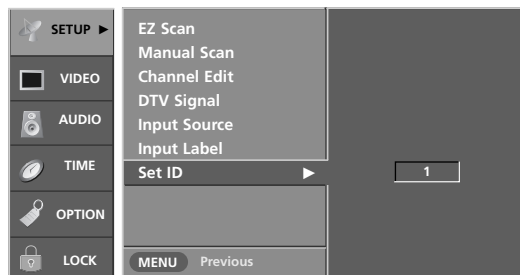 SETUP ►
VIDEO
AUDIO
TIME
OPTION
LOCK
EZ Scan
Manual Scan
Channel Edit
DTV Signal
Input Source
Input Label
Set ID ►
1
MENU Previous